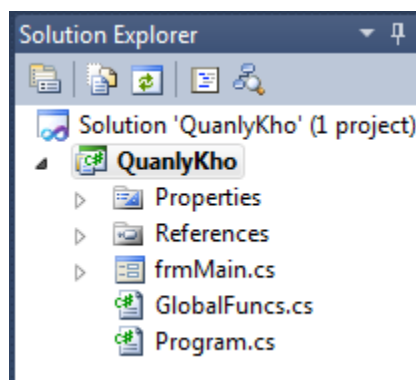 Solution Explorer
Solution 'QuanlyKho' (1 project)
QuanlyKho
Properties
References
frmMain.cs
GlobalFuncs.cs
Program.cs